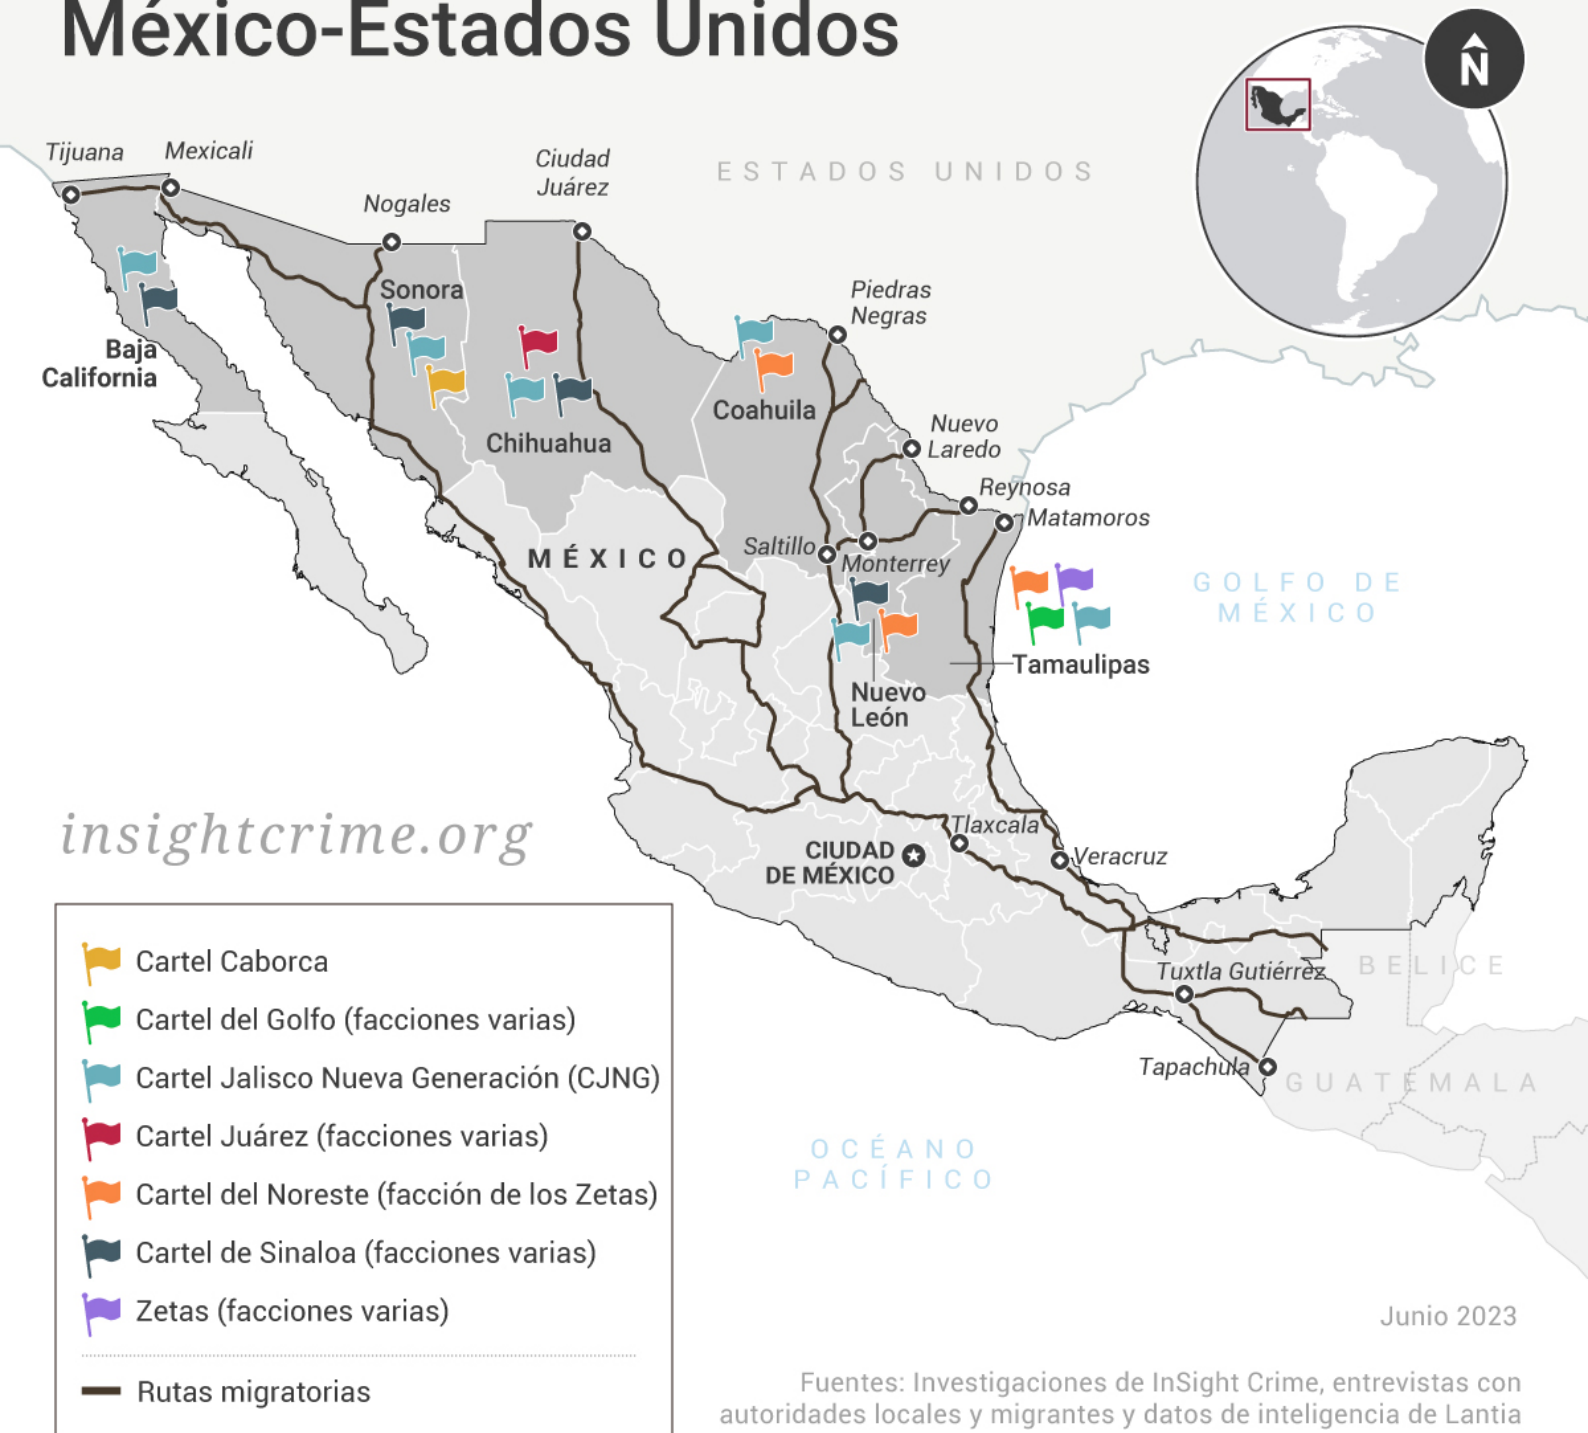 México-Estados Unidos
N
Tijuana
Mexicali
Ciudad
Juárez
ESTADOS UNIDOS
Nogales
Sonora
Piedras
Negras
Baja
California
Coahuila
Chihuahua
Nuevo
Laredo
Reynosa
Matamoros
Saltillo
Monterrey
MÉXICO
GOLFO DE
MÉXICO
Tamaulipas
Nuevo
León
insightcrime.org
Tlaxcala
CIUDAD
DE MÉXICO
Veracruz
Tuxtla Gutiérrez
BELICE
Tapachula
GUATEMALA
OCÉANO
PACÍFICO
Cartel Caborca
Cartel del Golfo (facciones varias)
Cartel Jalisco Nueva Generación (CJNG)
Cartel Juárez (facciones varias)
Cartel del Noreste (facción de los Zetas)
Cartel de Sinaloa (facciones varias)
Zetas (facciones varias)
Rutas migratorias
Junio 2023
Fuentes: Investigaciones de InSight Crime, entrevistas con
autoridades locales y migrantes y datos de inteligencia de Lantia